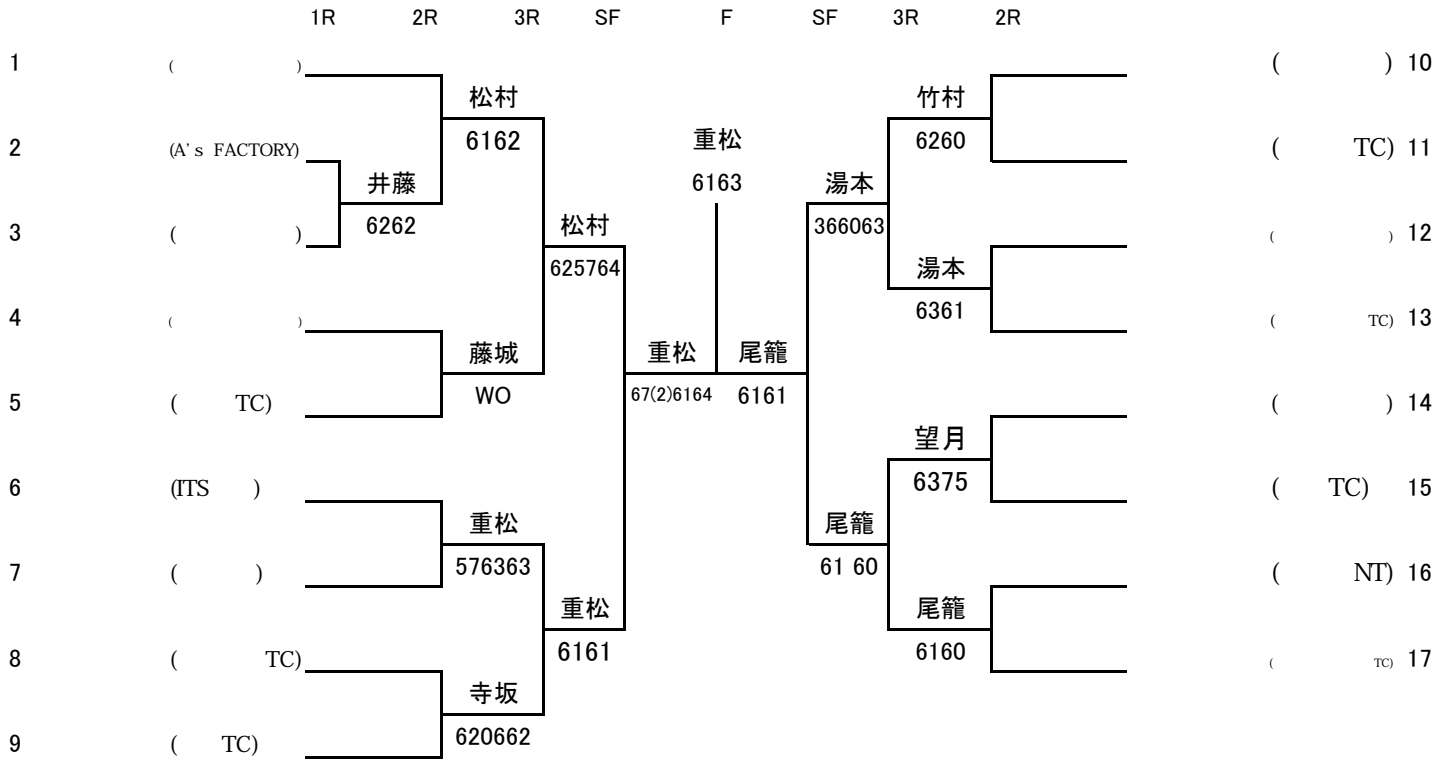 1R 2R 3R SF F SF 3R 2R
1 ( ) ( ) 10
松村 竹村
6162 重松 6260
2 (A's FACTORY) ( TC) 11
井藤 6163 湯本
3 ( ) 6262 松村 366063 ( ) 12
625764 湯本
6361
4 ( ) ( TC) 13
藤城 重松 尾籠
5 ( TC) WO 67(2)6164 6161 ( ) 14
望月
6375
6 (ITS ) ( TC) 15
重松 尾籠
7 ( ) 576363 61 60 ( NT) 16
重松 尾籠
6161 6160
8 ( TC) ( TC) 17
寺坂
620662
9 ( TC)